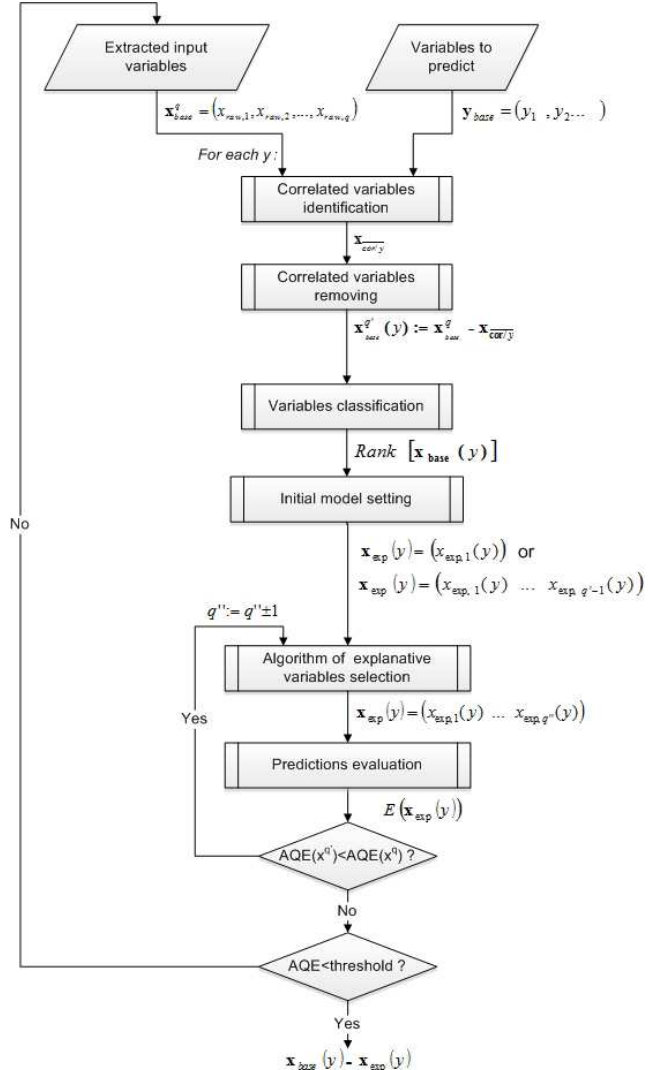 Extracted input
variables
Variables to
predict
x^q_base = (x_raw,1, x_raw,2, ..., x_raw,q)
y_base = (y_1 , y_2... )
For each y :
Correlated variables
identification
x_cor/y
Correlated variables
removing
x^q'_base (y) := x^q_base - x_cor/y
Variables classification
Rank [x_base (y)]
Initial model setting
No
x_exp (y) = (x_exp,1 (y)) or
x_exp (y) = (x_exp, 1 (y) ... x_exp, q'-1 (y))
q'':= q''±1
Algorithm of explanative
variables selection
Yes
x_exp (y) = (x_exp,1 (y) ... x_exp,q'' (y))
Predictions evaluation
E(x_exp (y))
AQE(x^q')<AQE(x^q) ?
No
AQE<threshold ?
Yes
x_base (y) - x_exp (y)